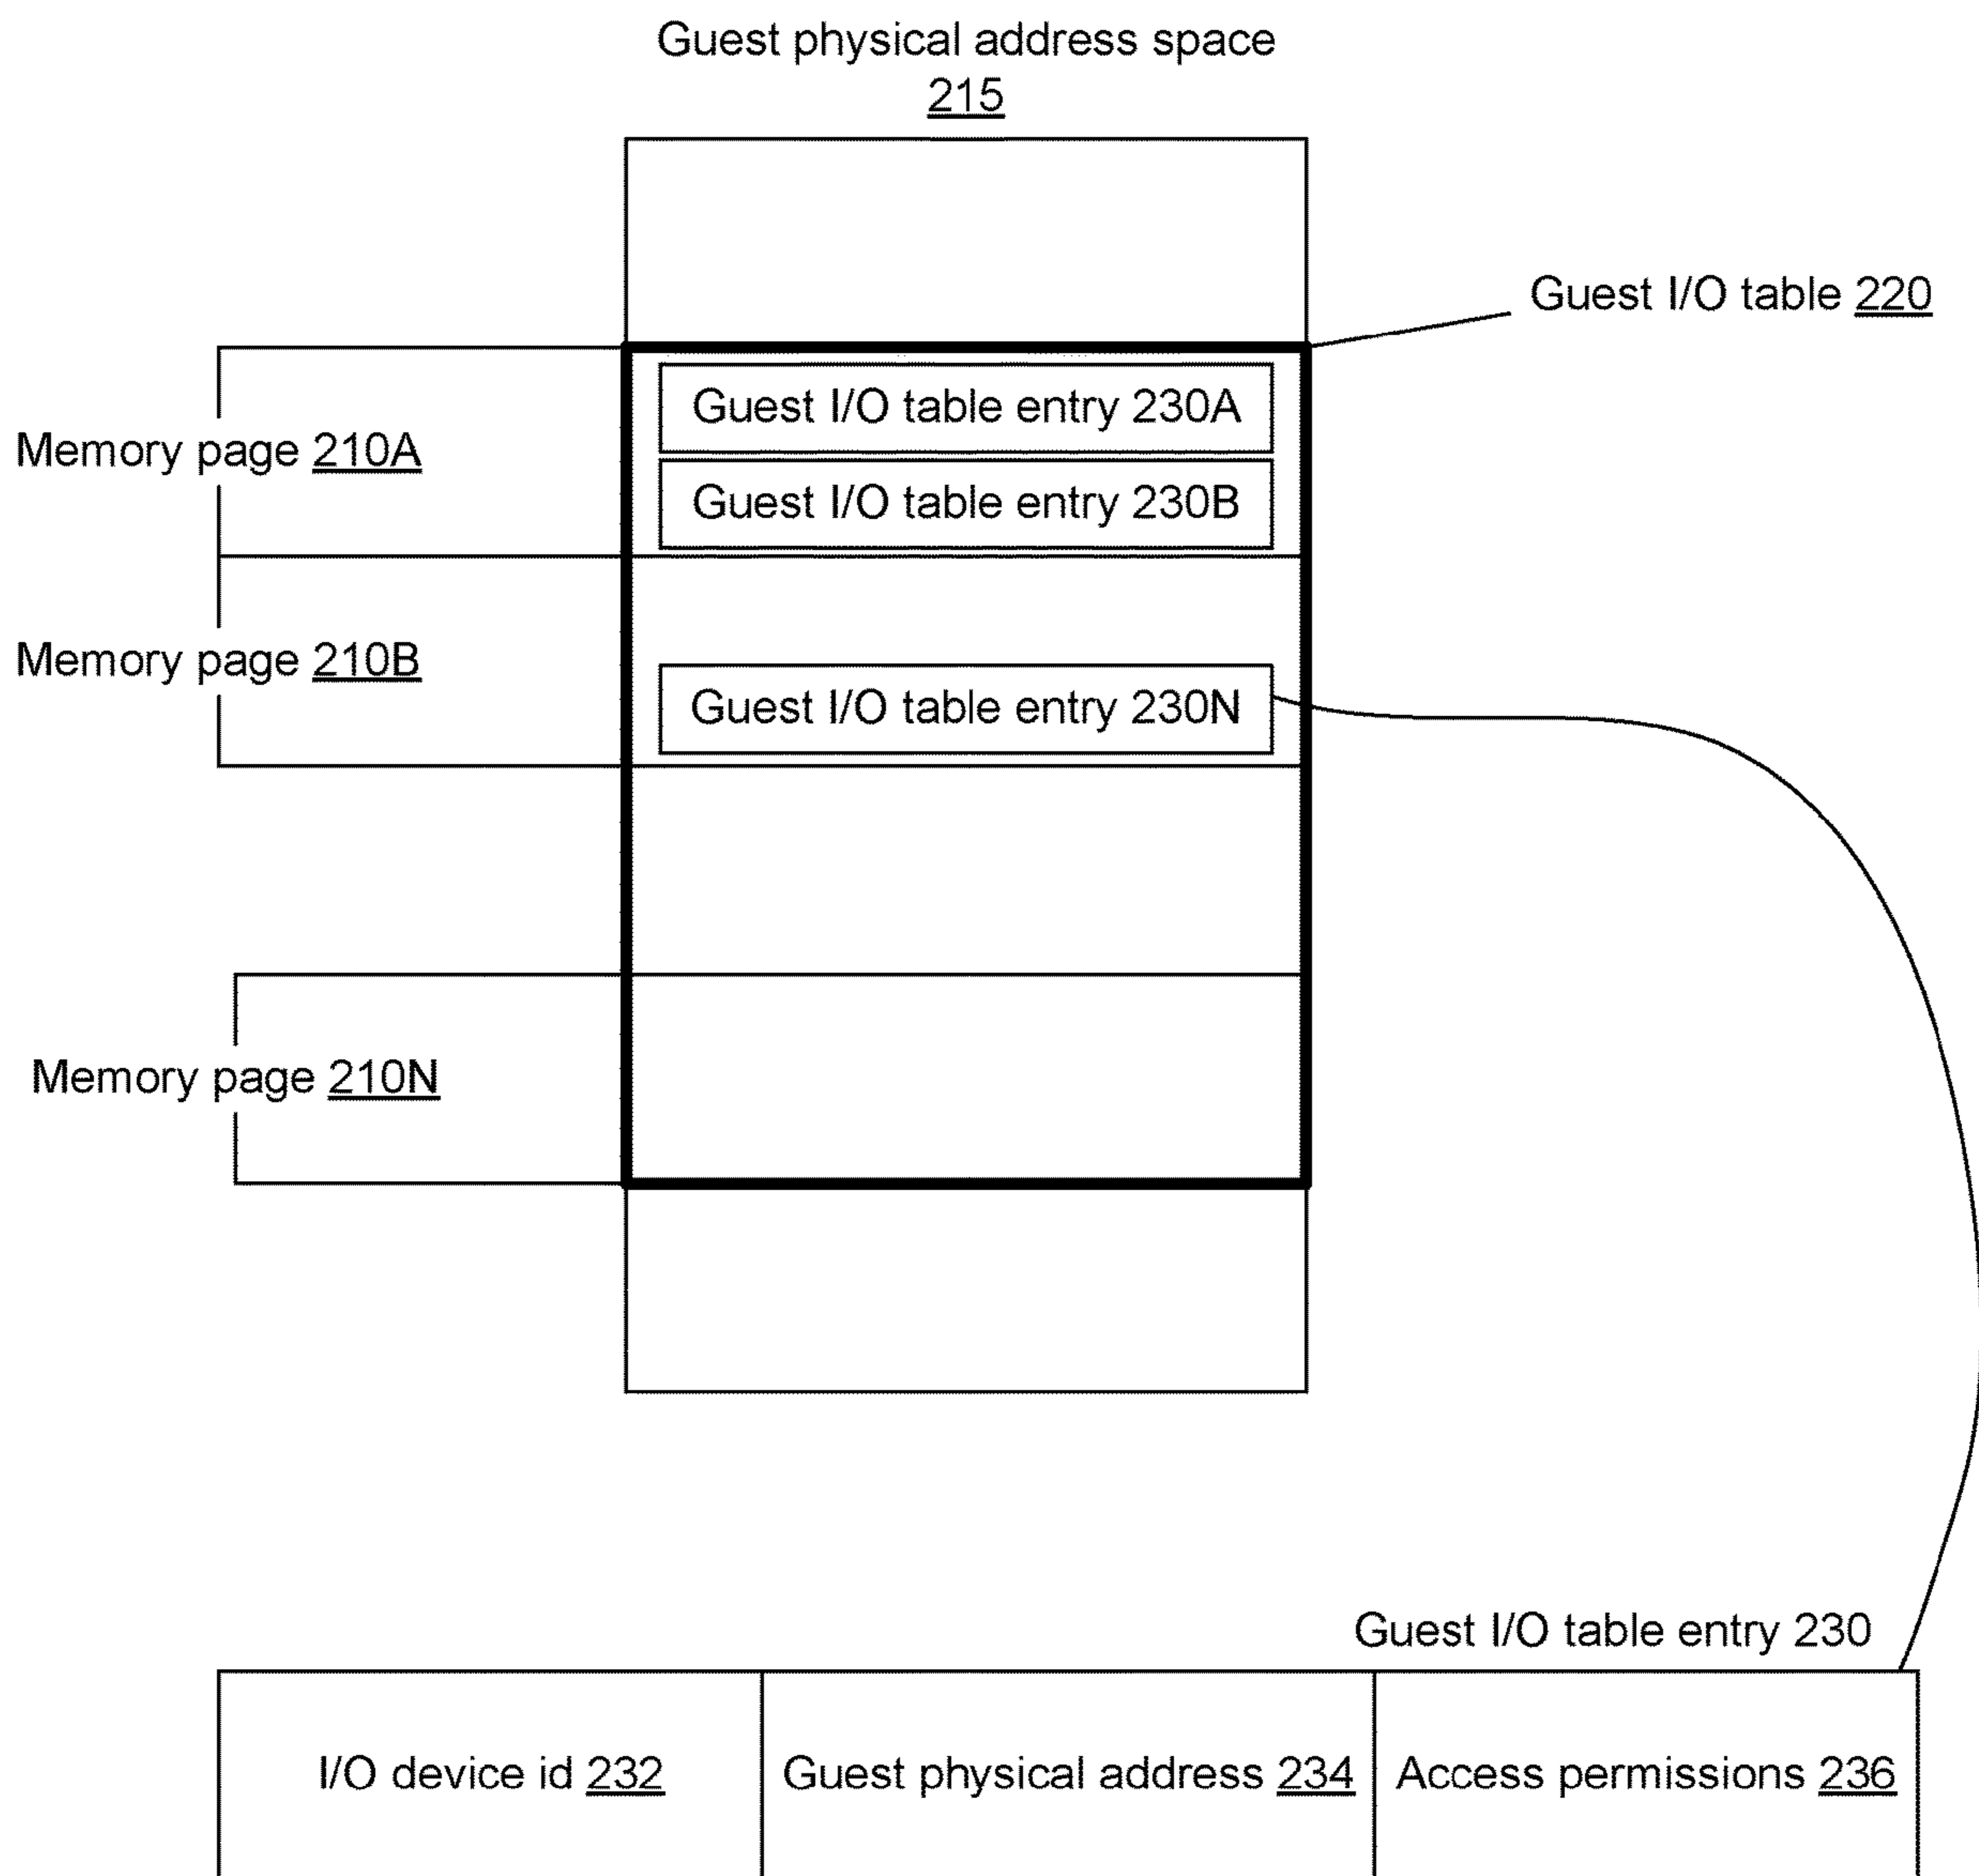 Guest physical address space
215
Guest I/O table 220
Guest I/O table entry 230A
Memory page 210A
Guest I/O table entry 230B
Memory page 210B
Guest I/O table entry 230N
Memory page 210N
Guest I/O table entry 230
I/O device id 232
Guest physical address 234
Access permissions 236